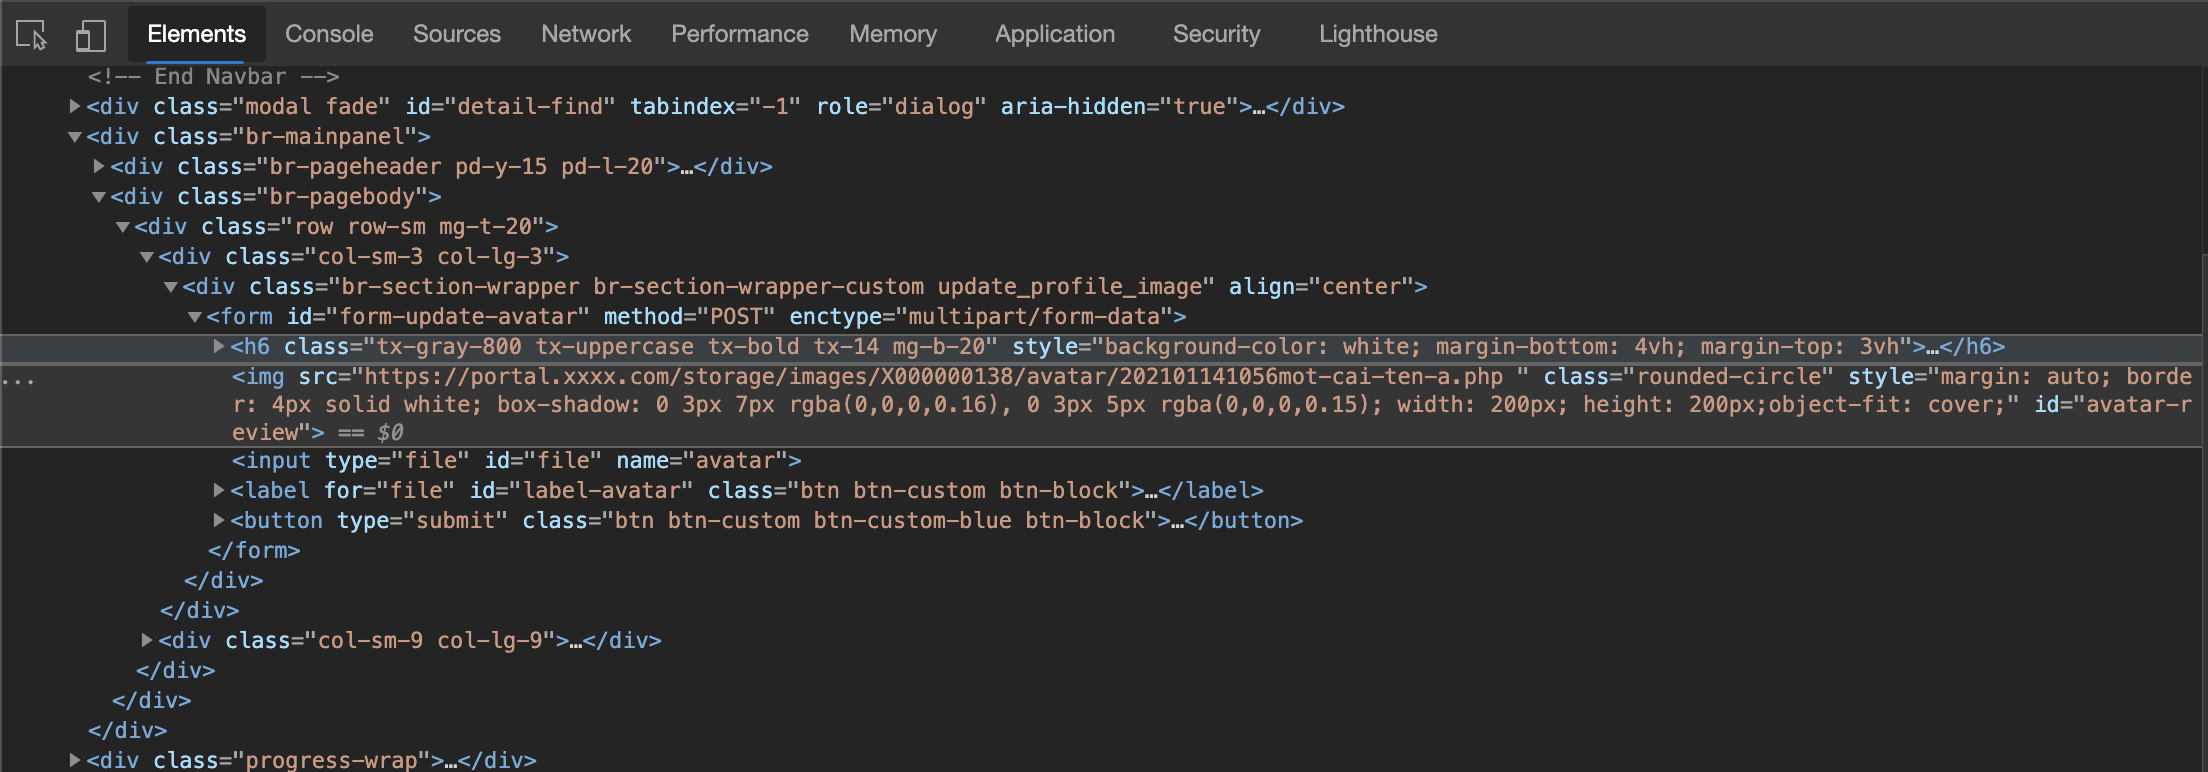 Elements Console Sources Network Performance Memory Application Security Lighthouse
<!-- End Navbar -->
<div class="modal fade" id="detail-find" tabindex="-1" role="dialog" aria-hidden="true">…</div>
<div class="br-mainpanel">
<div class="br-pageheader pd-y-15 pd-l-20">…</div>
<div class="br-pagebody">
<div class="row row-sm mg-t-20">
<div class="col-sm-3 col-lg-3">
<div class="br-section-wrapper br-section-wrapper-custom update_profile_image" align="center">
<form id="form-update-avatar" method="POST" enctype="multipart/form-data">
<h6 class="tx-gray-800 tx-uppercase tx-bold tx-14 mg-b-20" style="background-color: white; margin-bottom: 4vh; margin-top: 3vh">…</h6>
... <img src="https://portal.xxxx.com/storage/images/X000000138/avatar/202101141056mot-cai-ten-a.php " class="rounded-circle" style="margin: auto; borde
r: 4px solid white; box-shadow: 0 3px 7px rgba(0,0,0,0.16), 0 3px 5px rgba(0,0,0,0.15); width: 200px; height: 200px;object-fit: cover;" id="avatar-r
eview"> == $0
<input type="file" id="file" name="avatar">
<label for="file" id="label-avatar" class="btn btn-custom btn-block">…</label>
<button type="submit" class="btn btn-custom btn-custom-blue btn-block">…</button>
</form>
</div>
</div>
<div class="col-sm-9 col-lg-9">…</div>
</div>
</div>
</div>
<div class="progress-wrap">…</div>